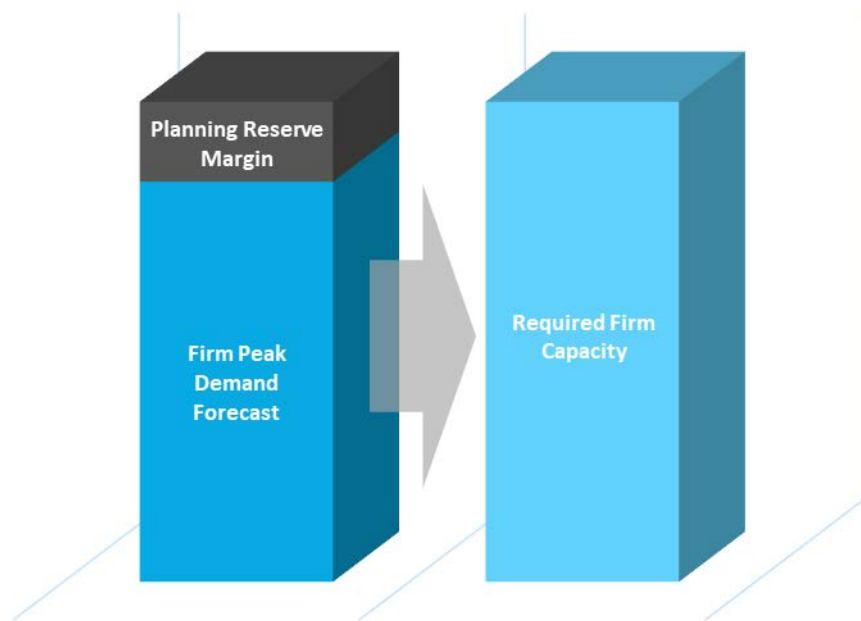 Planning Reserve
Margin
Firm Peak
Demand
Forecast
Required Firm
Capacity